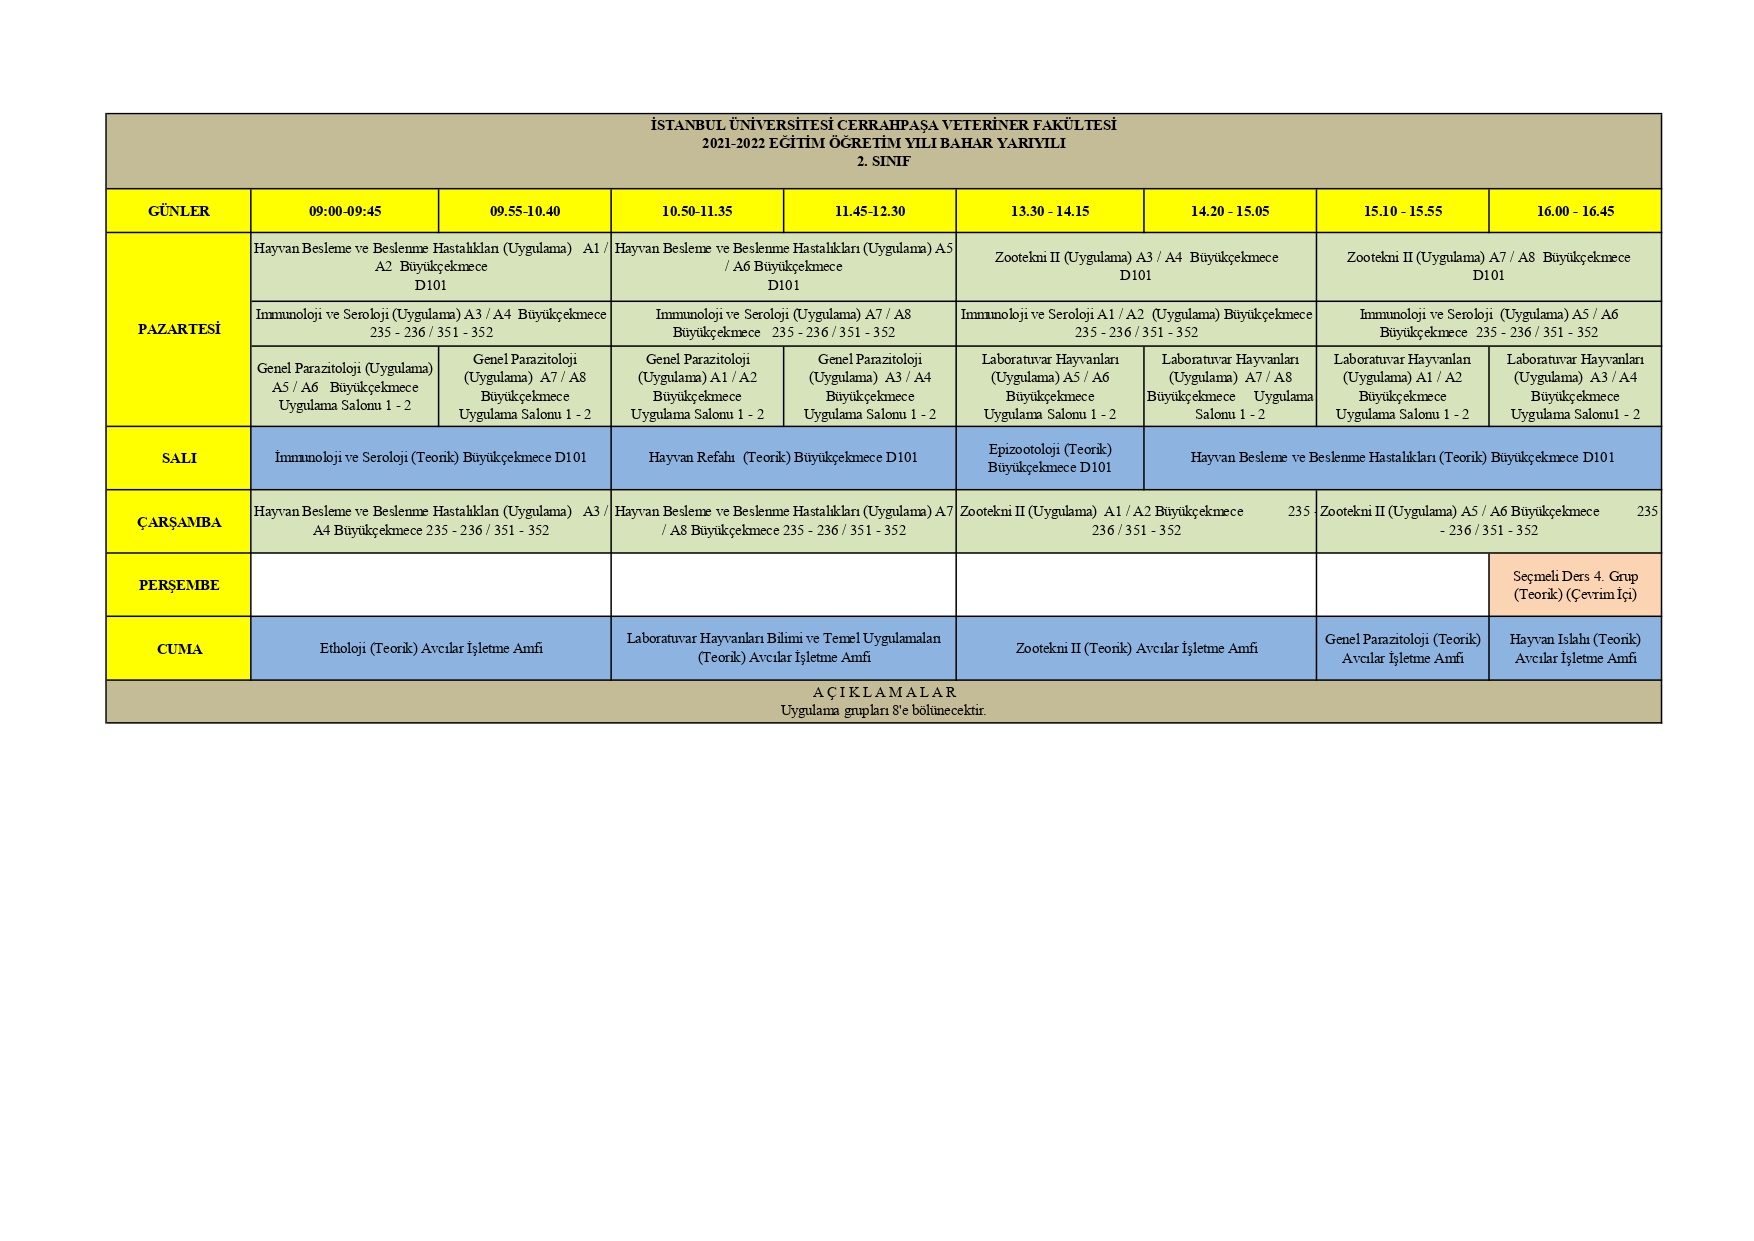 İSTANBUL ÜNİVERSİTESİ CERRAHPAŞA VETERİNER FAKÜLTESİ
2021-2022 EĞİTİM ÖĞRETİM YILI BAHAR YARIYILI
2. SINIF
GÜNLER
09:00-09:45
09.55-10.40
10.50-11.35
11.45-12.30
13.30 - 14.15
14.20 - 15.05
15.10 - 15.55
16.00 - 16.45
PAZARTESİ
Hayvan Besleme ve Beslenme Hastalıkları (Uygulama) A1 /
A2 Büyükçekmece
D101
Hayvan Besleme ve Beslenme Hastalıkları (Uygulama) A5
/ A6 Büyükçekmece
D101
Zootekni II (Uygulama) A3 / A4 Büyükçekmece
D101
Zootekni II (Uygulama) A7 / A8 Büyükçekmece
D101
Immunoloji ve Seroloji (Uygulama) A3 / A4 Büyükçekmece
235 - 236 / 351 - 352
Immunoloji ve Seroloji (Uygulama) A7 / A8
Büyükçekmece 235 - 236 / 351 - 352
Immunoloji ve Seroloji A1 / A2 (Uygulama) Büyükçekmece
235 - 236 / 351 - 352
Immunoloji ve Seroloji (Uygulama) A5 / A6
Büyükçekmece 235 - 236 / 351 - 352
Genel Parazitoloji (Uygulama)
A5 / A6 Büyükçekmece
Uygulama Salonu 1 - 2
Genel Parazitoloji
(Uygulama) A7 / A8
Büyükçekmece
Uygulama Salonu 1 - 2
Genel Parazitoloji
(Uygulama) A1 / A2
Büyükçekmece
Uygulama Salonu 1 - 2
Genel Parazitoloji
(Uygulama) A3 / A4
Büyükçekmece
Uygulama Salonu 1 - 2
Laboratuvar Hayvanları
(Uygulama) A5 / A6
Büyükçekmece
Uygulama Salonu 1 - 2
Laboratuvar Hayvanları
(Uygulama) A7 / A8
Büyükçekmece Uygulama
Salonu 1 - 2
Laboratuvar Hayvanları
(Uygulama) A1 / A2
Büyükçekmece
Uygulama Salonu 1 - 2
Laboratuvar Hayvanları
(Uygulama) A3 / A4
Büyükçekmece
Uygulama Salonu1 - 2
SALI
İmmunoloji ve Seroloji (Teorik) Büyükçekmece D101
Hayvan Refahı (Teorik) Büyükçekmece D101
Epizootoloji (Teorik)
Büyükçekmece D101
Hayvan Besleme ve Beslenme Hastalıkları (Teorik) Büyükçekmece D101
ÇARŞAMBA
Hayvan Besleme ve Beslenme Hastalıkları (Uygulama) A3 /
A4 Büyükçekmece 235 - 236 / 351 - 352
Hayvan Besleme ve Beslenme Hastalıkları (Uygulama) A7
/ A8 Büyükçekmece 235 - 236 / 351 - 352
Zootekni II (Uygulama) A1 / A2 Büyükçekmece 235 -
236 / 351 - 352
Zootekni II (Uygulama) A5 / A6 Büyükçekmece 235
- 236 / 351 - 352
PERŞEMBE
Seçmeli Ders 4. Grup
(Teorik) (Çevrim İçi)
CUMA
Etholoji (Teorik) Avcılar İşletme Amfi
Laboratuvar Hayvanları Bilimi ve Temel Uygulamaları
(Teorik) Avcılar İşletme Amfi
Zootekni II (Teorik) Avcılar İşletme Amfi
Genel Parazitoloji (Teorik)
Avcılar İşletme Amfi
Hayvan Islahı (Teorik)
Avcılar İşletme Amfi
A Ç I K L A M A L A R
Uygulama grupları 8'e bölünecektir.